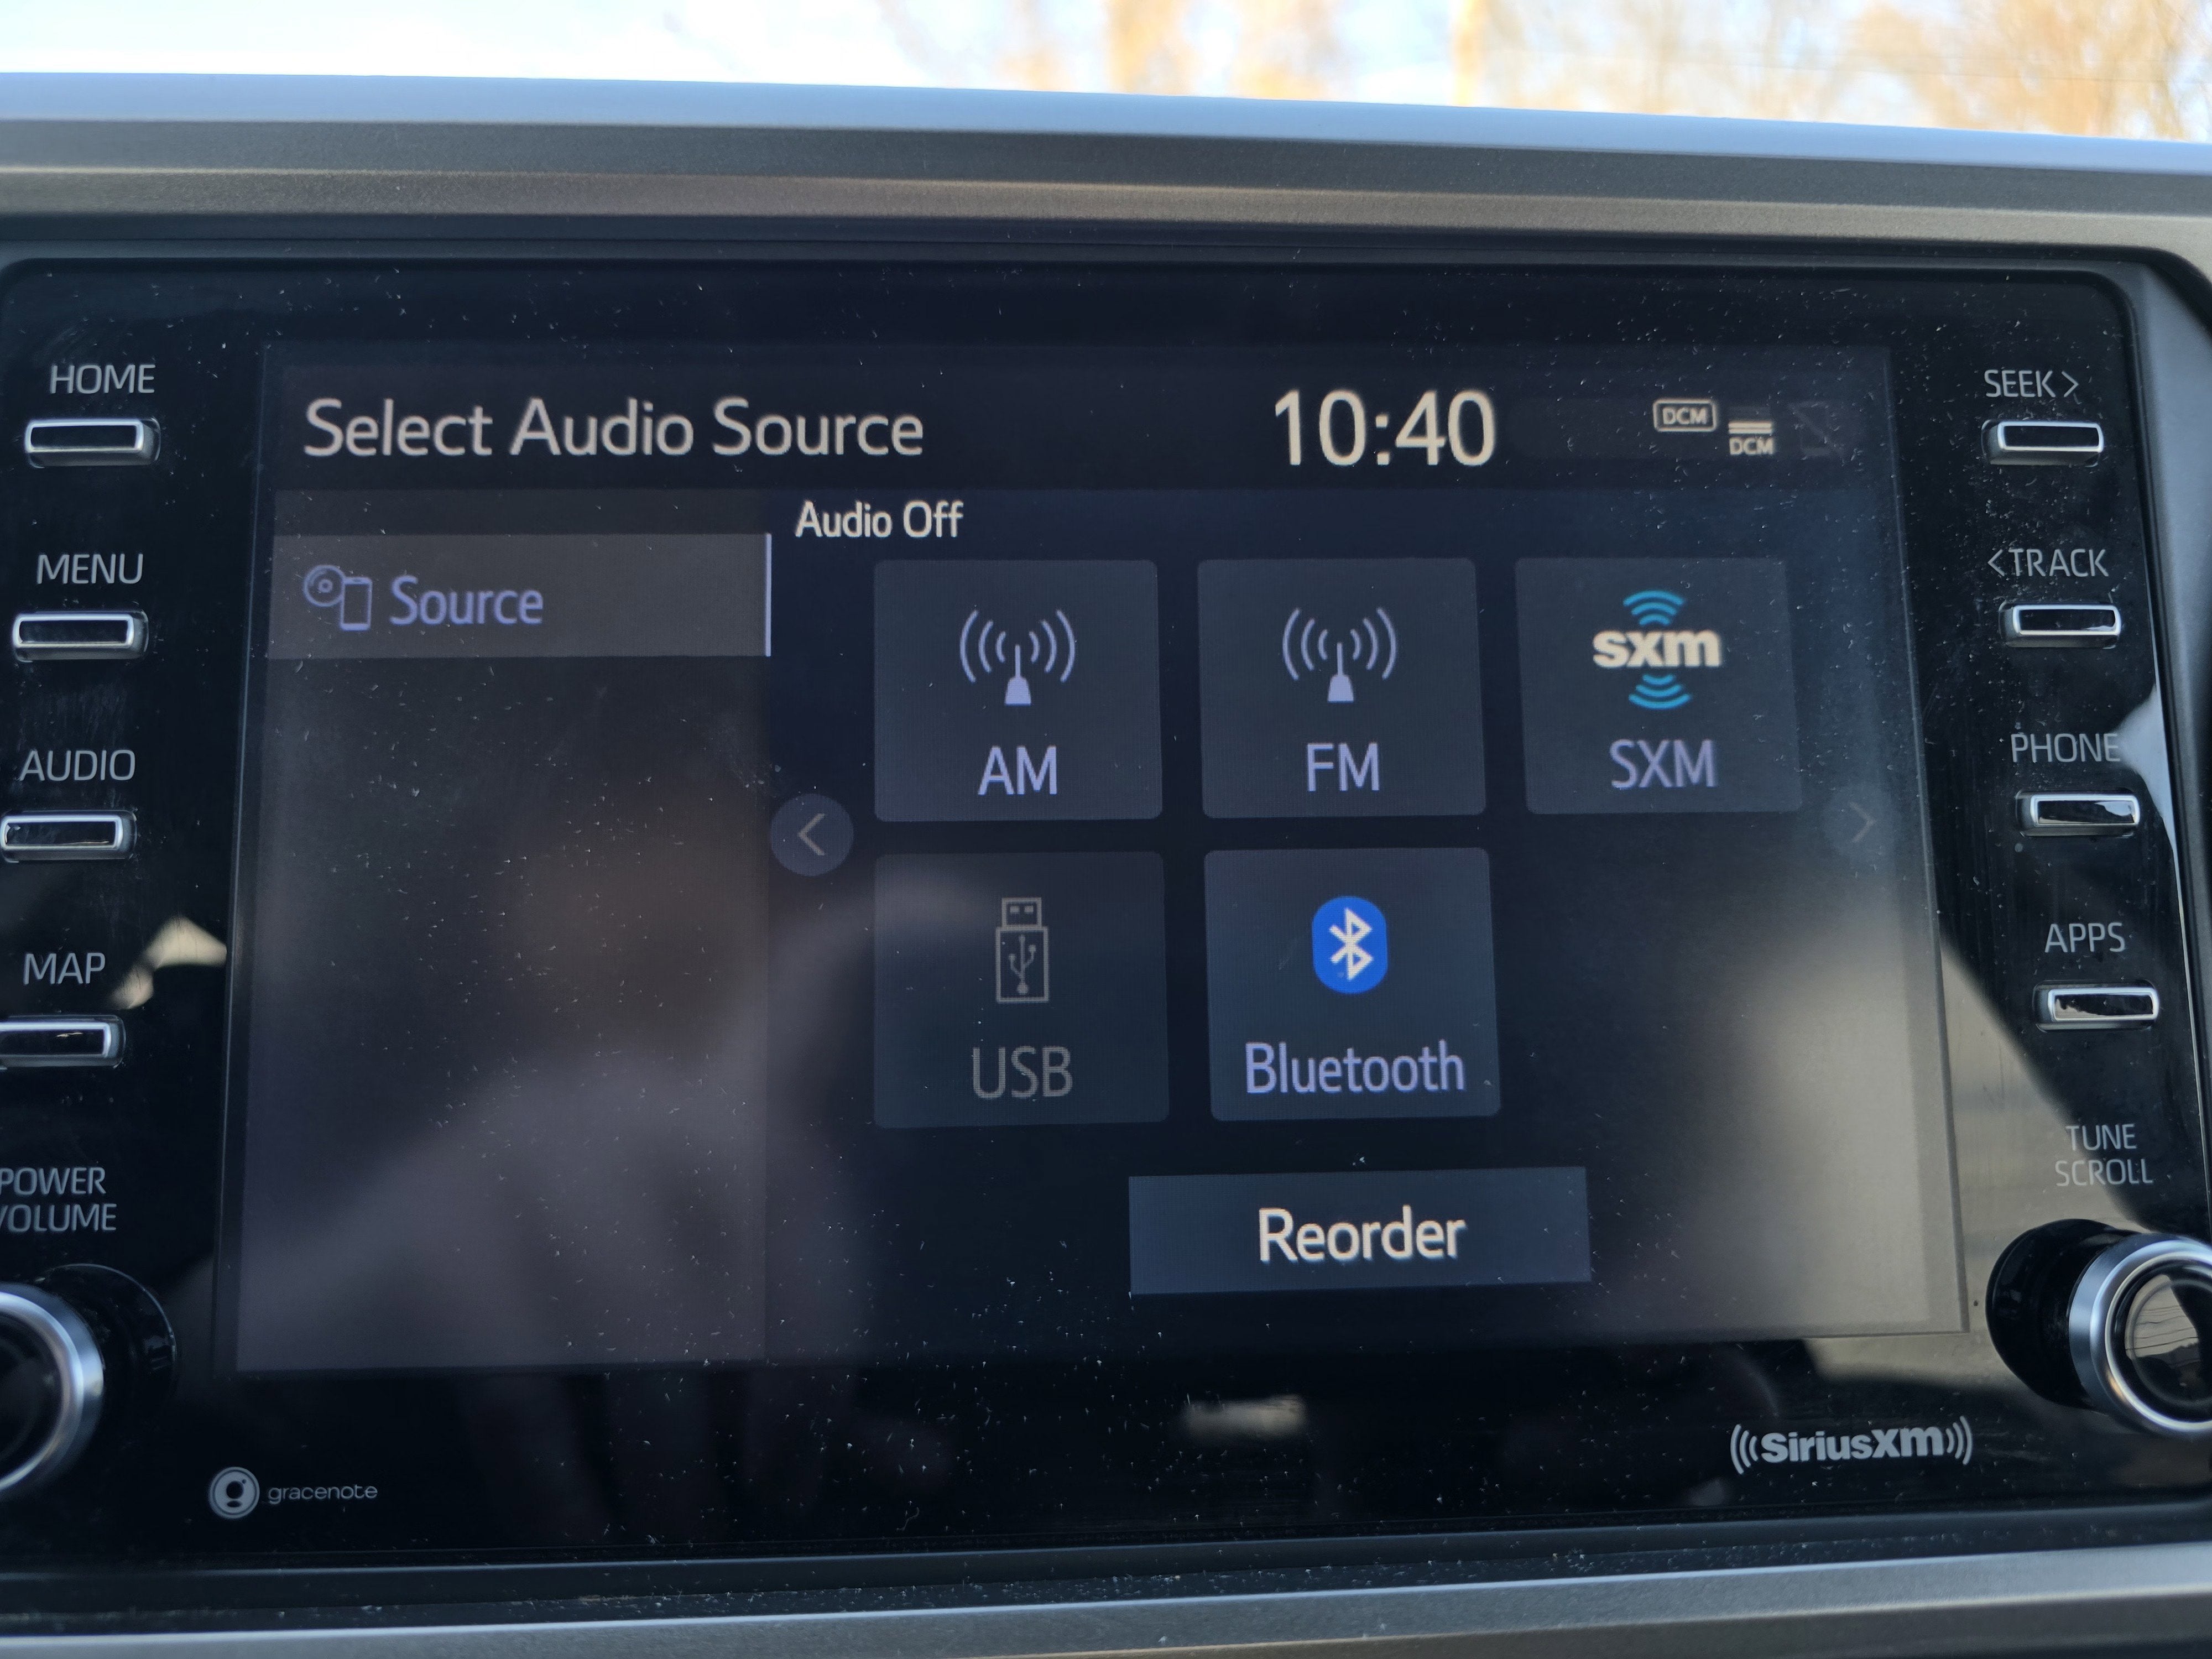 HOME
MENU
AUDIO
MAP
POWER
VOLUME
Select Audio Source
10:40
DCM
DCM
Source
Audio Off
AM
FM
sxm
SXM
USB
Bluetooth
Reorder
SEEK >
< TRACK
PHONE
APPS
TUNE
SCROLL
gracenote
SiriusXM